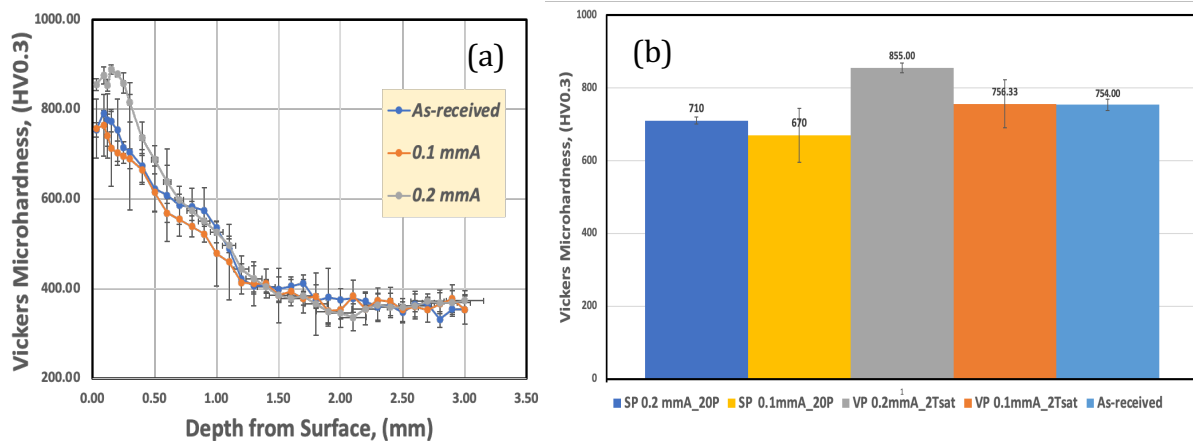 (a)
Vickers Microhardness, (HV0.3)
1000.00
800.00
600.00
400.00
200.00
As-received
0.1 mmA
0.2 mmA
0.00 0.50 1.00 1.50 2.00 2.50 3.00
Depth from Surface, (mm)
(b)
Vickers Microhardness, (HV0.3)
1000
800
600
400
200
0
710
670
855.00
756.33
754.00
1
SP 0.2 mmA_20P SP 0.1mmA_20P VP 0.2mmA_2Tsat VP 0.1mmA_2Tsat As-received